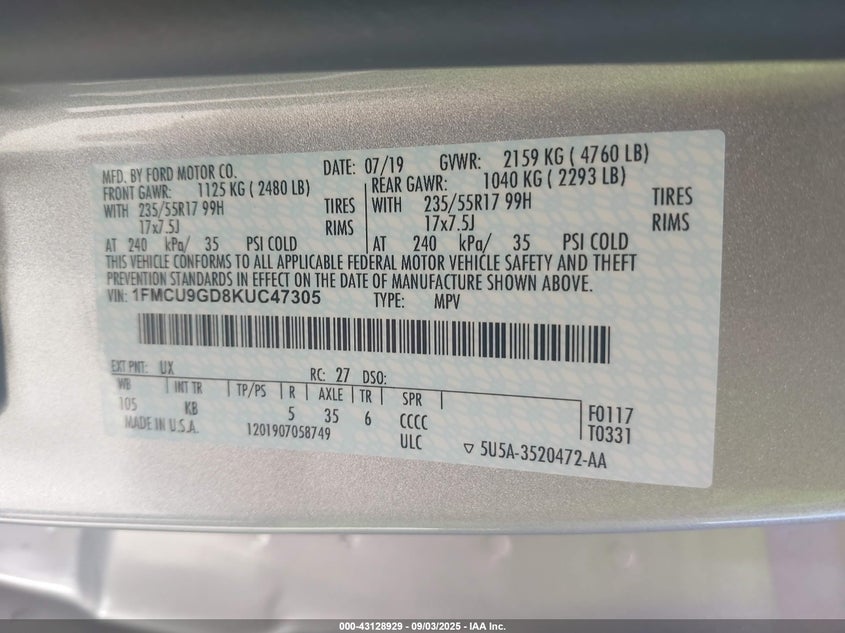 MFD. BY FORD MOTOR CO. DATE: 07/19 GVWR: 2159 KG ( 4760 LB)
FRONT GAWR: 1125 KG ( 2480 LB) REAR GAWR: 1040 KG ( 2293 LB)
WITH 235/55R17 99H TIRES WITH 235/55R17 99H TIRES
17x7.5J RIMS 17x7.5J RIMS
AT 240 kPa/ 35 PSI COLD AT 240 kPa/ 35 PSI COLD
THIS VEHICLE CONFORMS TO ALL APPLICABLE FEDERAL MOTOR VEHICLE SAFETY AND THEFT
PREVENTION STANDARDS IN EFFECT ON THE DATE OF MANUFACTURE SHOWN ABOVE.
VIN: 1FMCU9GD8KUC47305 TYPE: MPV
EXT PNT: UX RC: 27 DSO:
WB INT TR TP/PS R AXLE TR SPR
105 KB 5 35 6 CCCC F0117
MADE IN U.S.A. 1201907058749 ULC T0331
▽ 5U5A-3520472-AA
000-43128929 - 09/03/2025 - IAA Inc.